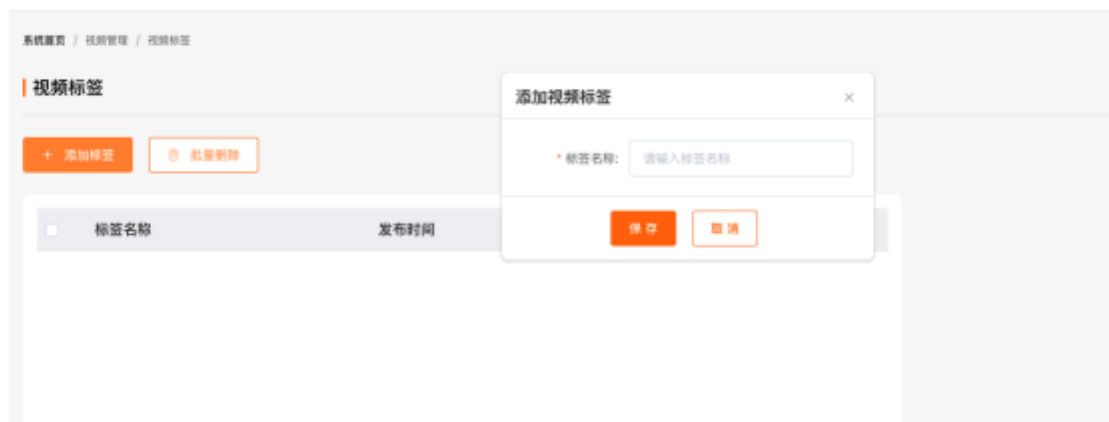 系统首页 / 视频管理 / 视频标签
视频标签
+ 添加标签
批量删除
标签名称
发布时间
添加视频标签
* 标签名称:
请输入标签名称
保存
取消